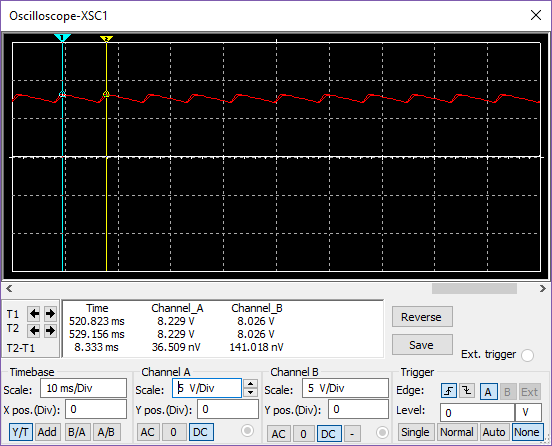 Oscilloscope-XSC1
1 2
T1
T2
T2-T1
Time Channel_A Channel_B
520.823 ms 8.229 V 8.026 V
529.156 ms 8.229 V 8.026 V
8.333 ms 36.509 nV 141.018 nV
Reverse
Save
Ext. trigger
Timebase
Scale: 10 ms/Div
X pos.(Div): 0
Y/T Add B/A A/B
Channel A
Scale: 5 V/Div
Y pos.(Div): 0
AC 0 DC
Channel B
Scale: 5 V/Div
Y pos.(Div): 0
AC 0 DC -
Trigger
Edge: A B Ext
Level: 0 V
Single Normal Auto None